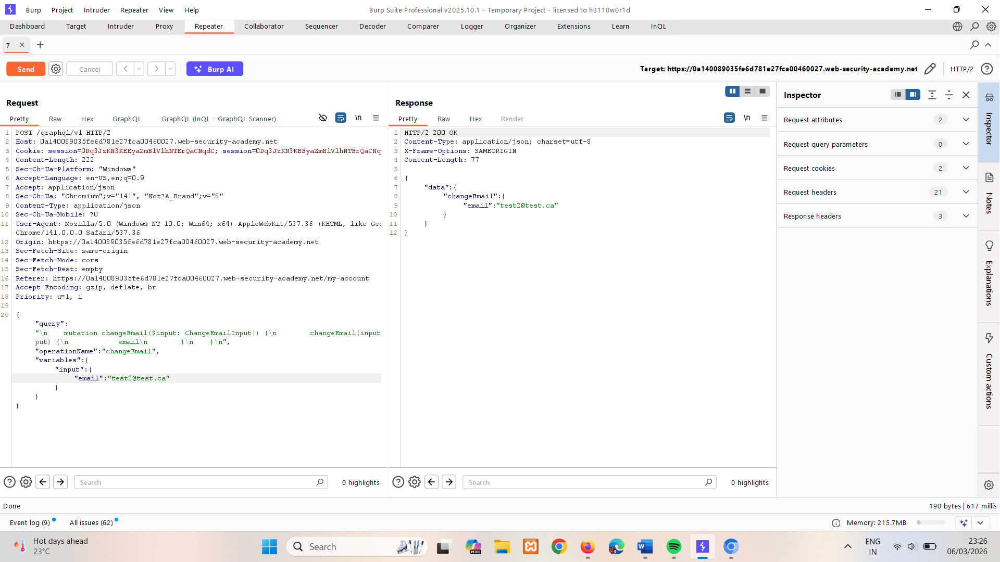 Burp Project Intruder Repeater View Help
Burp Suite Professional v2025.10.1 - Temporary Project - licensed to h3110w0r1d
Dashboard Target Intruder Proxy Repeater Collaborator Sequencer Decoder Comparer Logger Organizer Extensions Learn InQL
7
Send Cancel Burp AI
Target: https://0a140089035fe6d781e27fca00460027.web-security-academy.net HTTP/2
Request
Pretty Raw Hex GraphQL GraphQL (InQL - GraphQL Scanner) \n
1 POST /graphql/v1 HTTP/2
2 Host: 0a140089035fe6d781e27fca00460027.web-security-academy.net
3 Cookie: session=0Dq3JzKN3KEEyaZmBlVlhNTErQaCNqdC; session=0Dq3JzKN3KEEyaZmBlVlhNTErQaCNq
4 Content-Length: 222
5 Sec-Ch-Ua-Platform: "Windows"
6 Accept-Language: en-US,en;q=0.9
7 Accept: application/json
8 Sec-Ch-Ua: "Chromium";v="141", "Not?A_Brand";v="8"
9 Content-Type: application/json
10 Sec-Ch-Ua-Mobile: ?0
11 User-Agent: Mozilla/5.0 (Windows NT 10.0; Win64; x64) AppleWebKit/537.36 (KHTML, like Gec
Chrome/141.0.0.0 Safari/537.36
12 Origin: https://0a140089035fe6d781e27fca00460027.web-security-academy.net
13 Sec-Fetch-Site: same-origin
14 Sec-Fetch-Mode: cors
15 Sec-Fetch-Dest: empty
16 Referer: https://0a140089035fe6d781e27fca00460027.web-security-academy.net/my-account
17 Accept-Encoding: gzip, deflate, br
18 Priority: u=1, i
19
20 {
"query":
"\n    mutation changeEmail($input: ChangeEmailInput!) {\n        changeEmail(input
put) {\n            email\n        }\n    }\n",
"operationName":"changeEmail",
"variables":{
"input":{
"email":"test2@test.ca"
}
}
}
Search 0 highlights
Response
Pretty Raw Hex Render \n
1 HTTP/2 200 OK
2 Content-Type: application/json; charset=utf-8
3 X-Frame-Options: SAMEORIGIN
4 Content-Length: 77
5
6 {
7 "data":{
8 "changeEmail":{
9 "email":"test2@test.ca"
10 }
11 }
12 }
Search 0 highlights
Inspector
Request attributes 2
Request query parameters 0
Request cookies 2
Request headers 21
Response headers 3
Inspector
Notes
Explanations
Custom actions
Done 190 bytes | 617 millis
Event log (9) All issues (62) Memory: 215.7MB
Hot days ahead
23°C
Search
M365
W
ENG
IN
23:26
06/03/2026